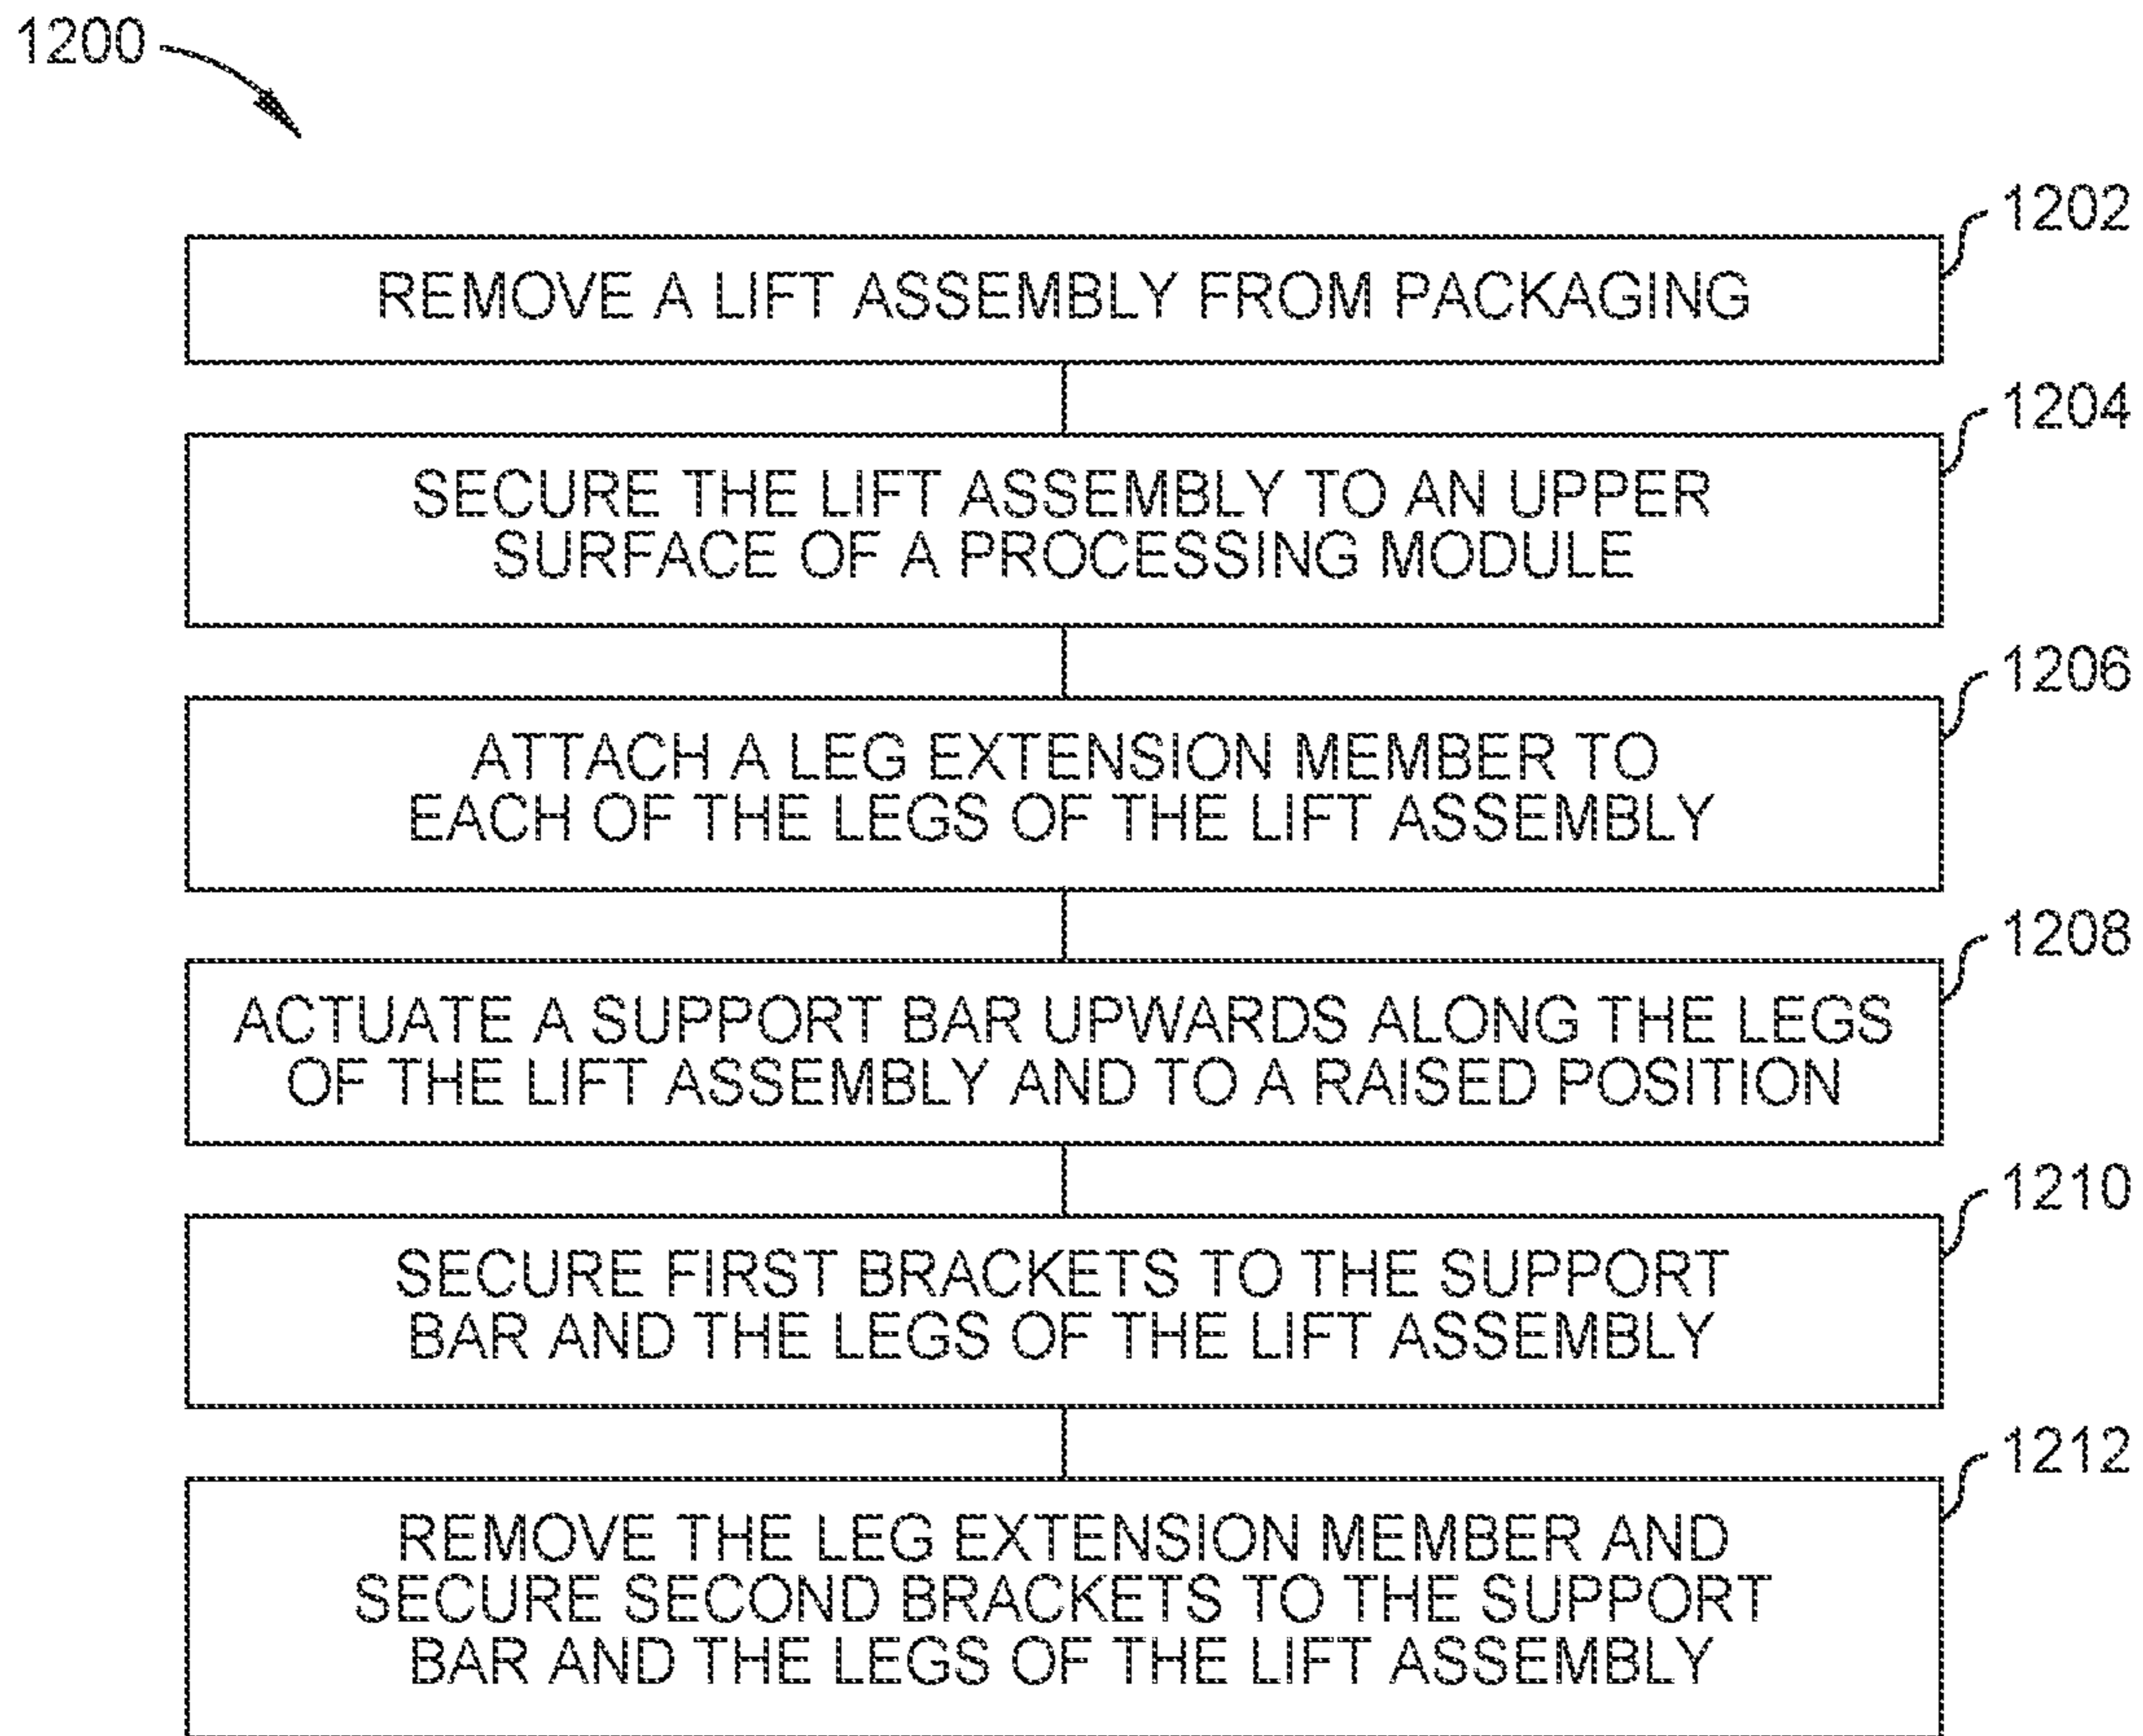 1200
1202
REMOVE A LIFT ASSEMBLY FROM PACKAGING
1204
SECURE THE LIFT ASSEMBLY TO AN UPPER
SURFACE OF A PROCESSING MODULE
1206
ATTACH A LEG EXTENSION MEMBER TO
EACH OF THE LEGS OF THE LIFT ASSEMBLY
1208
ACTUATE A SUPPORT BAR UPWARDS ALONG THE LEGS
OF THE LIFT ASSEMBLY AND TO A RAISED POSITION
1210
SECURE FIRST BRACKETS TO THE SUPPORT
BAR AND THE LEGS OF THE LIFT ASSEMBLY
1212
REMOVE THE LEG EXTENSION MEMBER AND
SECURE SECOND BRACKETS TO THE SUPPORT
BAR AND THE LEGS OF THE LIFT ASSEMBLY